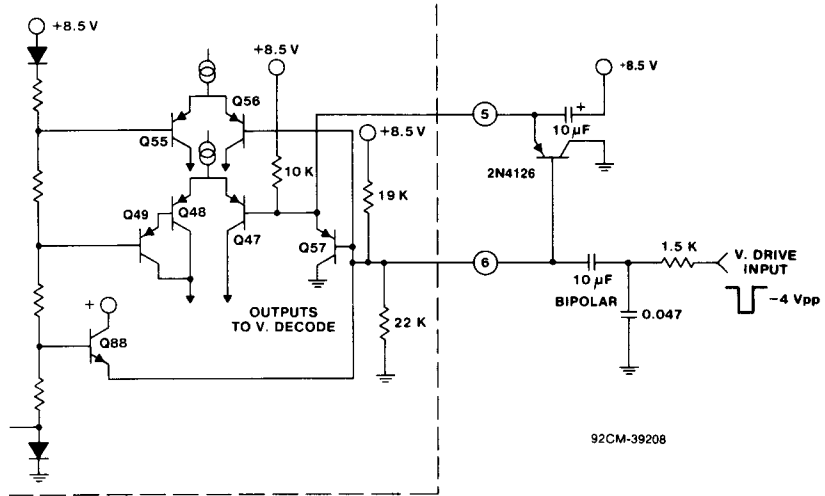 +8.5 V
+8.5 V
+8.5 V
Q56
Q55
5
+
10 µF
10 K
+8.5 V
2N4126
19 K
Q49
Q48
Q47
Q57
6
1.5 K
V. DRIVE
INPUT
10 µF
BIPOLAR
−4 Vpp
+
OUTPUTS
TO V. DECODE
0.047
22 K
Q88
92CM-39208